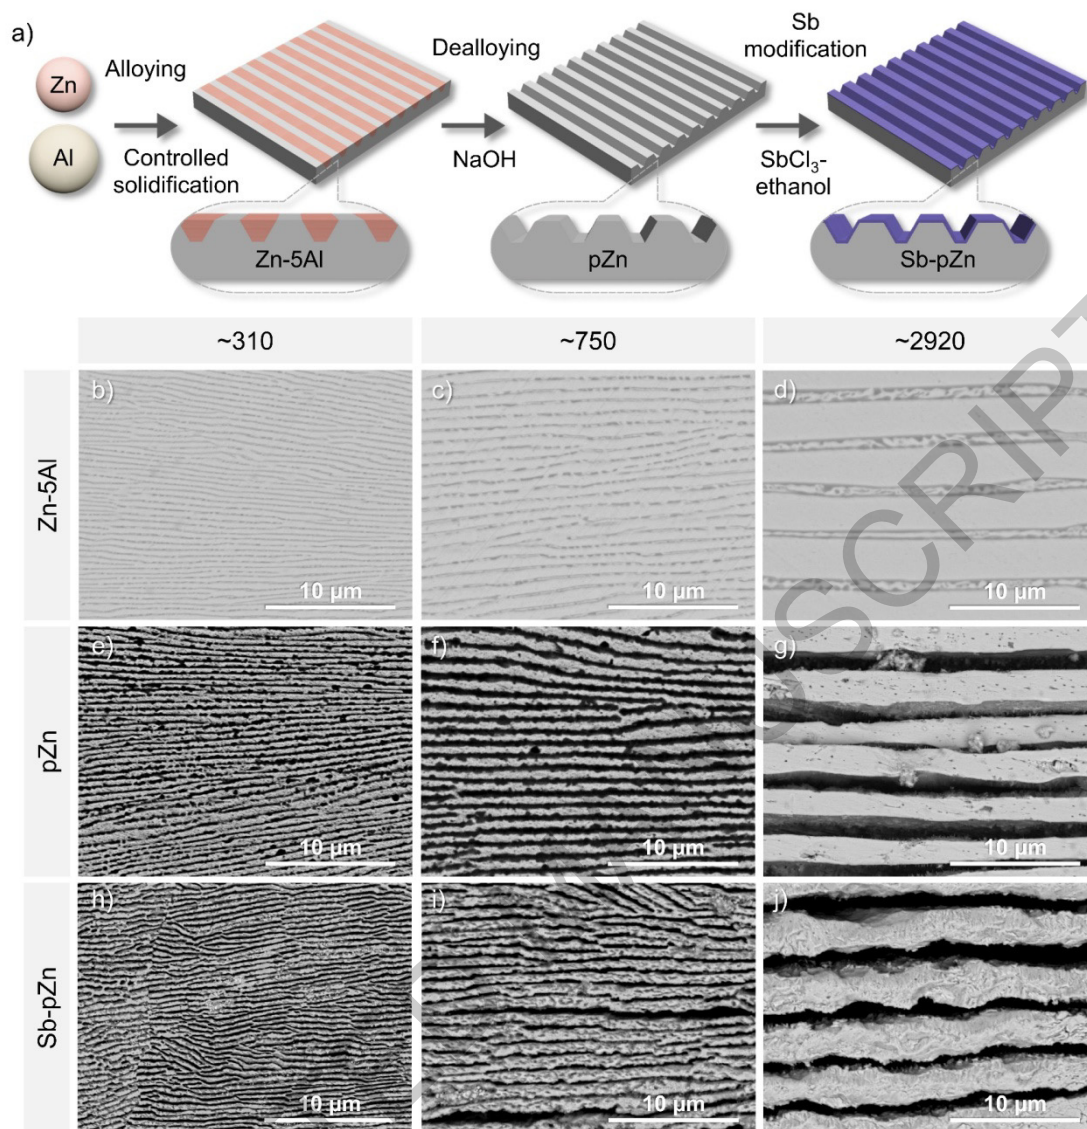 a)
Zn
Al
Alloying
Controlled
solidification
Zn-5Al
Dealloying
NaOH
pZn
Sb
modification
SbCl₃-
ethanol
Sb-pZn
~310
~750
~2920
Zn-5Al
b)
10 µm
c)
10 µm
d)
10 µm
pZn
e)
10 µm
f)
10 µm
g)
10 µm
Sb-pZn
h)
10 µm
i)
10 µm
j)
10 µm